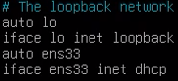 # The loopback network
auto lo
iface lo inet loopback
auto ens33
iface ens33 inet dhcp